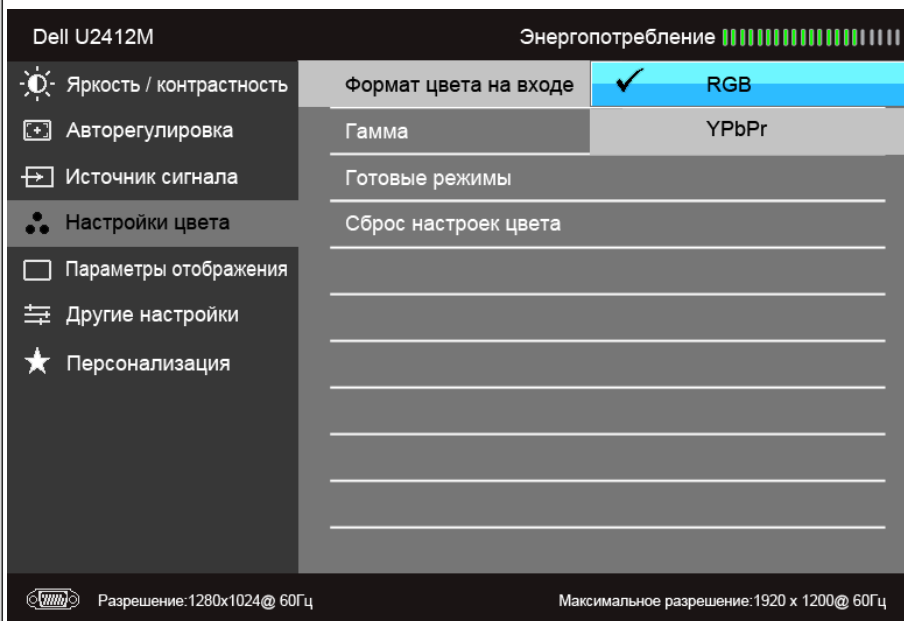 Dell U2412M
Энергопотребление
Яркость / контрастность
Формат цвета на входе
RGB
Авторегулировка
Гамма
YPbPr
Источник сигнала
Готовые режимы
Настройки цвета
Сброс настроек цвета
Параметры отображения
Другие настройки
Персонализация
Разрешение:1280x1024@ 60Гц
Максимальное разрешение:1920 x 1200@ 60Гц